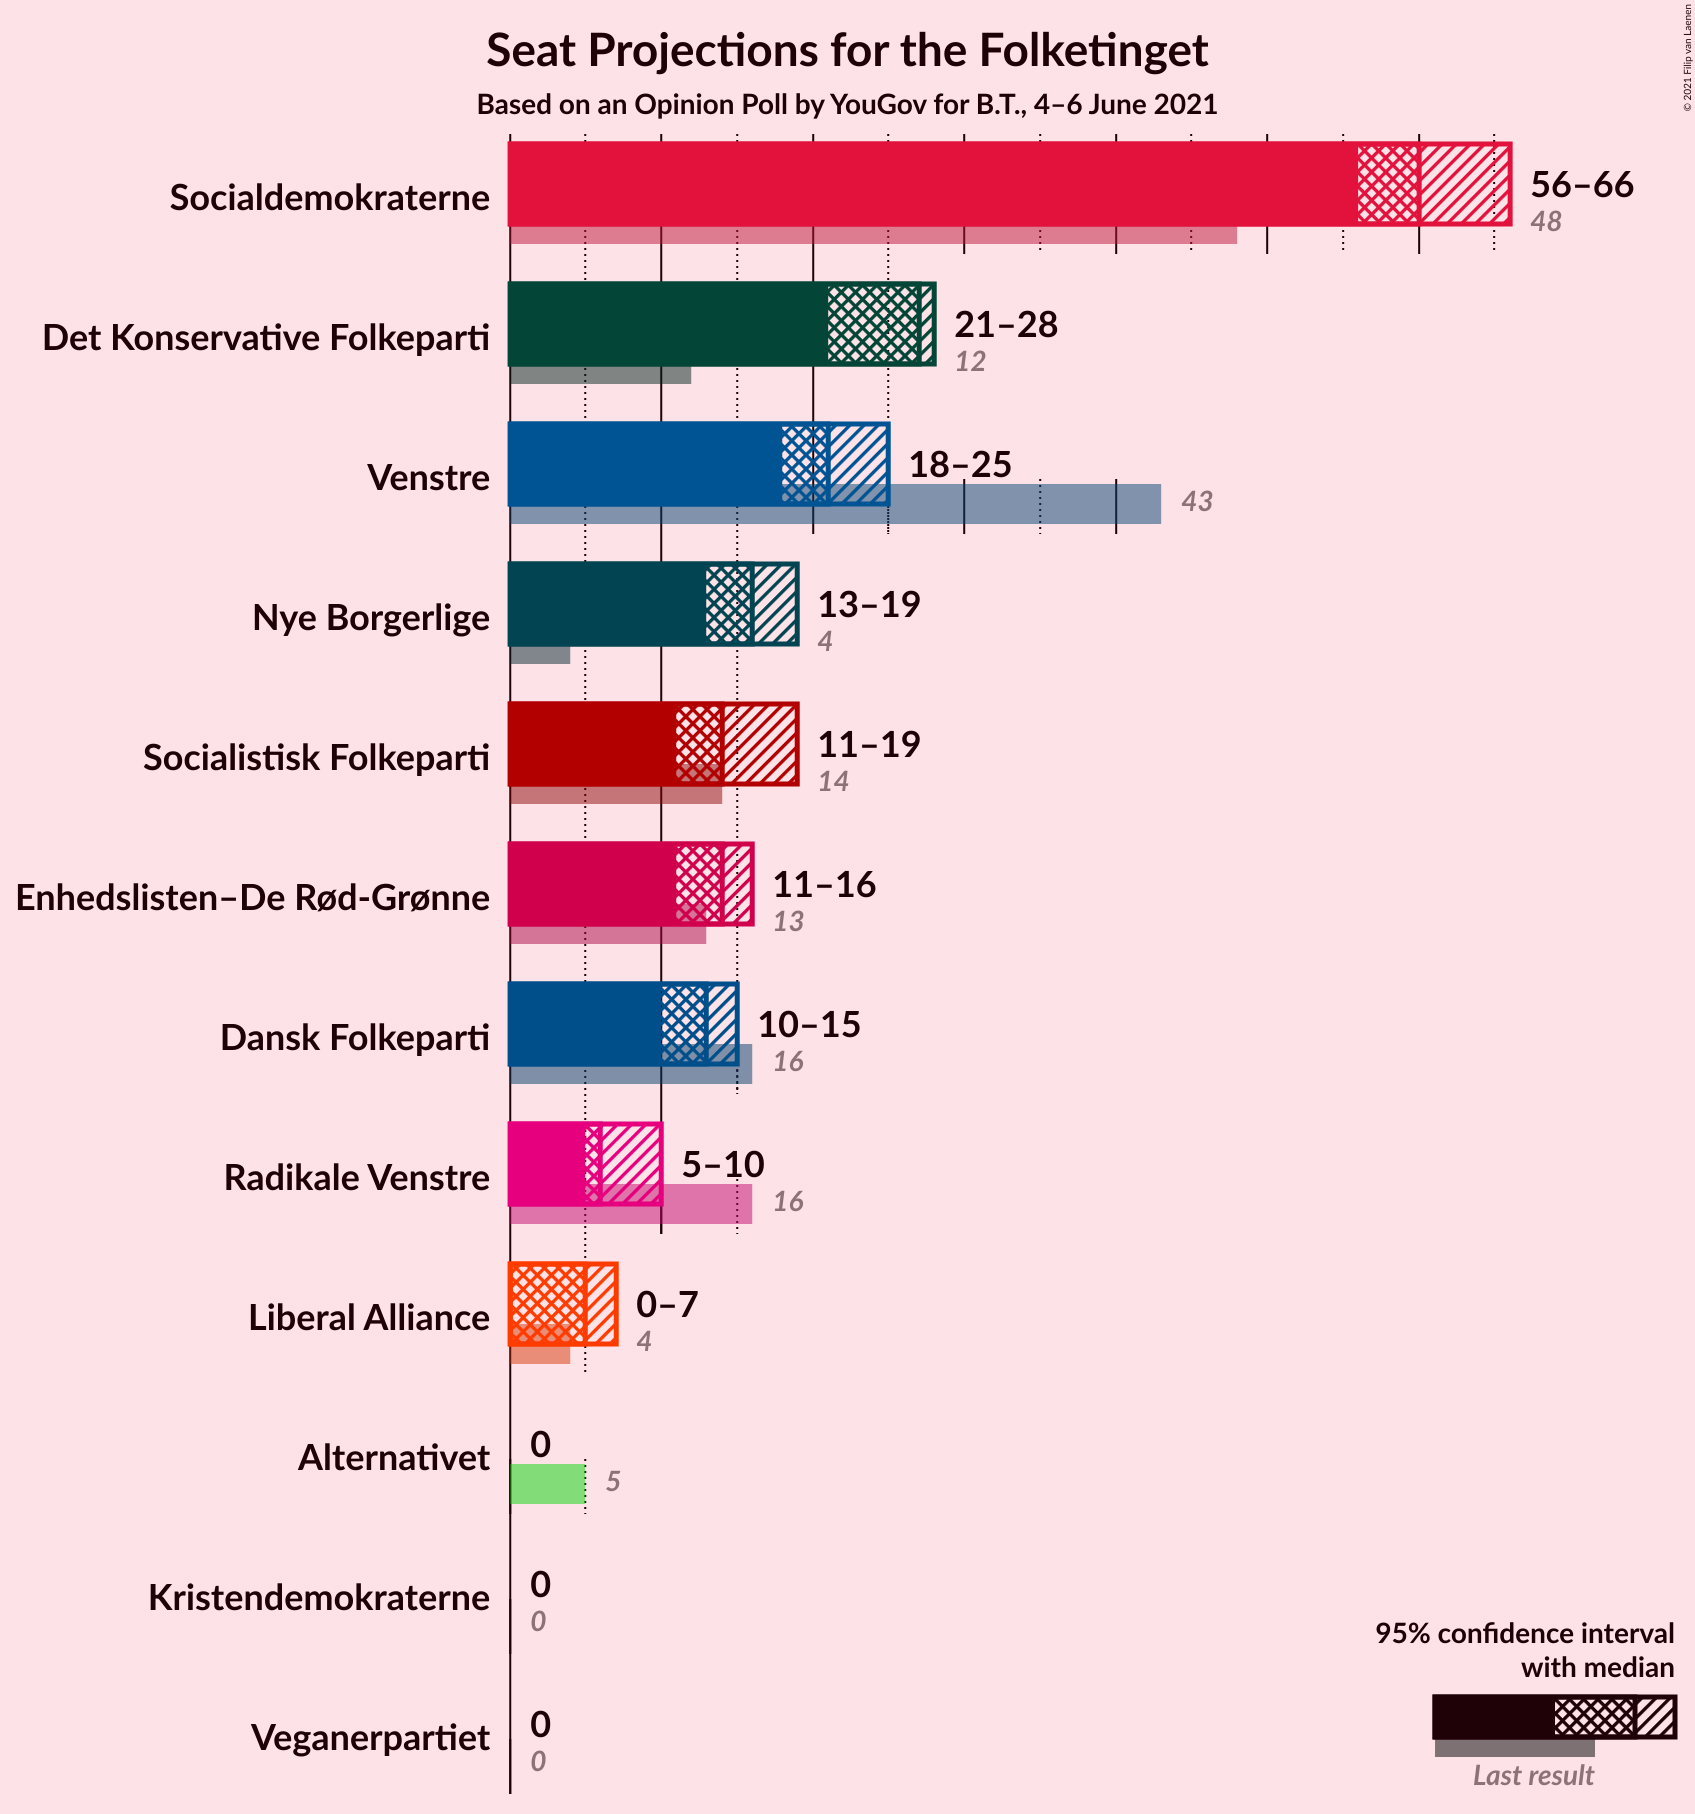 Seat Projections for the Folketinget
Based on an Opinion Poll by YouGov for B.T., 4–6 June 2021
© 2021 Filip van Laenen
Socialdemokraterne
56–66
48
Det Konservative Folkeparti
21–28
12
Venstre
18–25
43
Nye Borgerlige
13–19
4
Socialistisk Folkeparti
11–19
14
Enhedslisten–De Rød-Grønne
11–16
13
Dansk Folkeparti
10–15
16
Radikale Venstre
5–10
16
Liberal Alliance
0–7
4
Alternativet
0
5
Kristendemokraterne
0
0
Veganerpartiet
0
0
95% confidence interval
with median
Last result